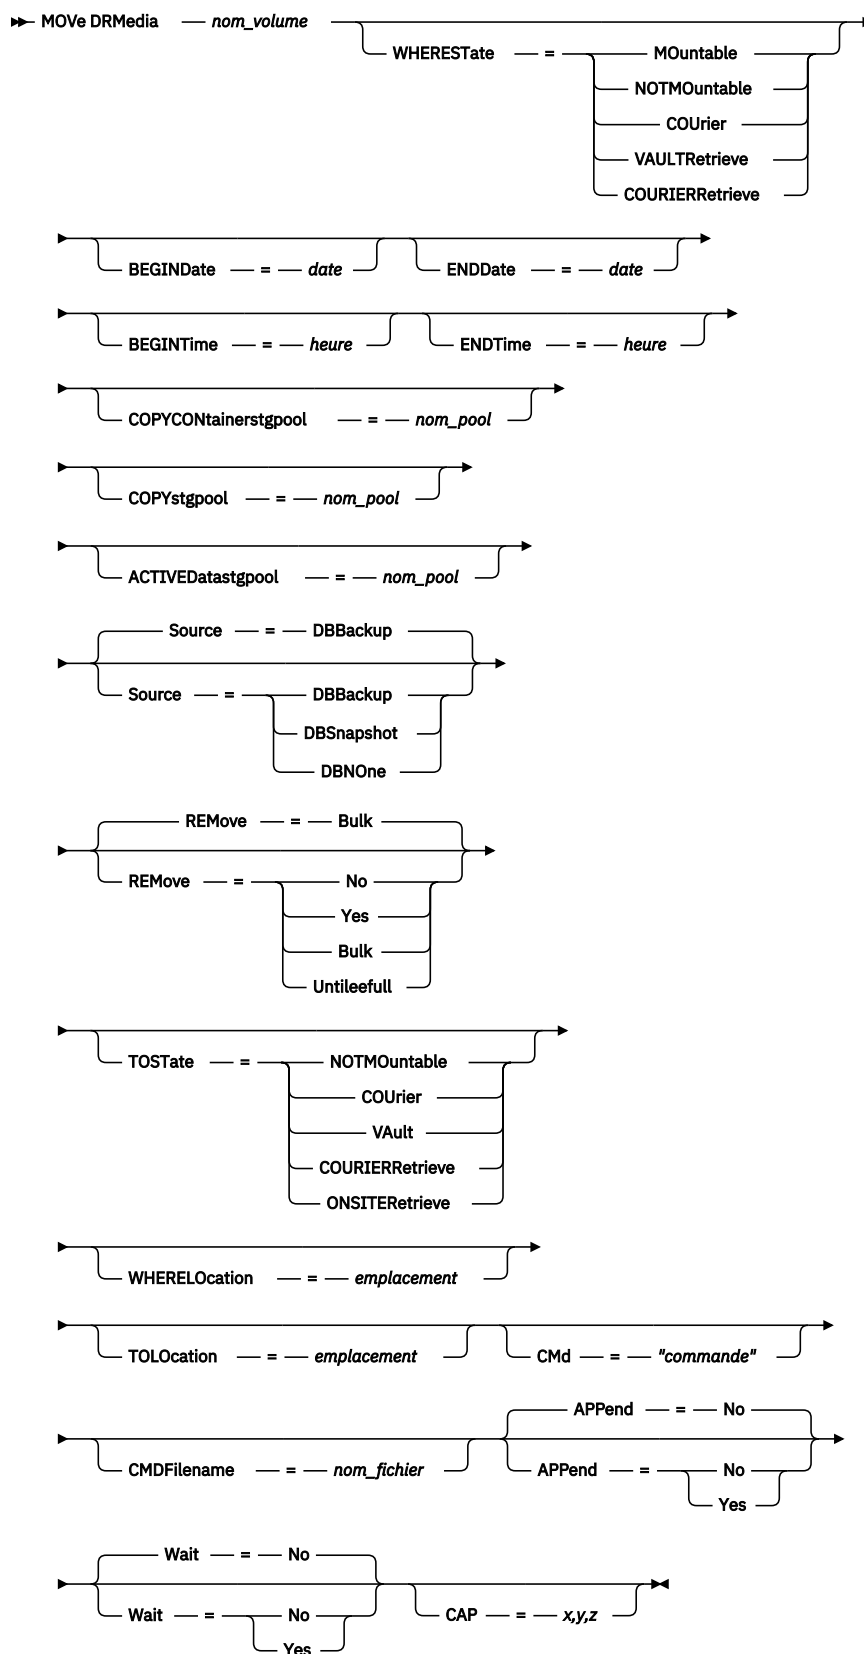 MOVe DRMedia nom_volume
WHERESTate = MOuntable
NOTMOuntable
COUrier
VAULTRetrieve
COURIERRetrieve
BEGINDate = date ENDDate = date
BEGINTime = heure ENDTime = heure
COPYCONtainerstgpool = nom_pool
COPYstgpool = nom_pool
ACTIVEDatastgpool = nom_pool
Source = DBBackup
Source = DBBackup
DBSnapshot
DBNOne
REMove = Bulk
REMove = No
Yes
Bulk
Untileefull
TOSTate = NOTMOuntable
COUrier
VAult
COURIERRetrieve
ONSITERetrieve
WHERELOcation = emplacement
TOLOcation = emplacement CMd = "commande"
APPend = No
CMDFilename = nom_fichier APPend = No
Yes
Wait = No
Wait = No CAP = x,y,z
Yes